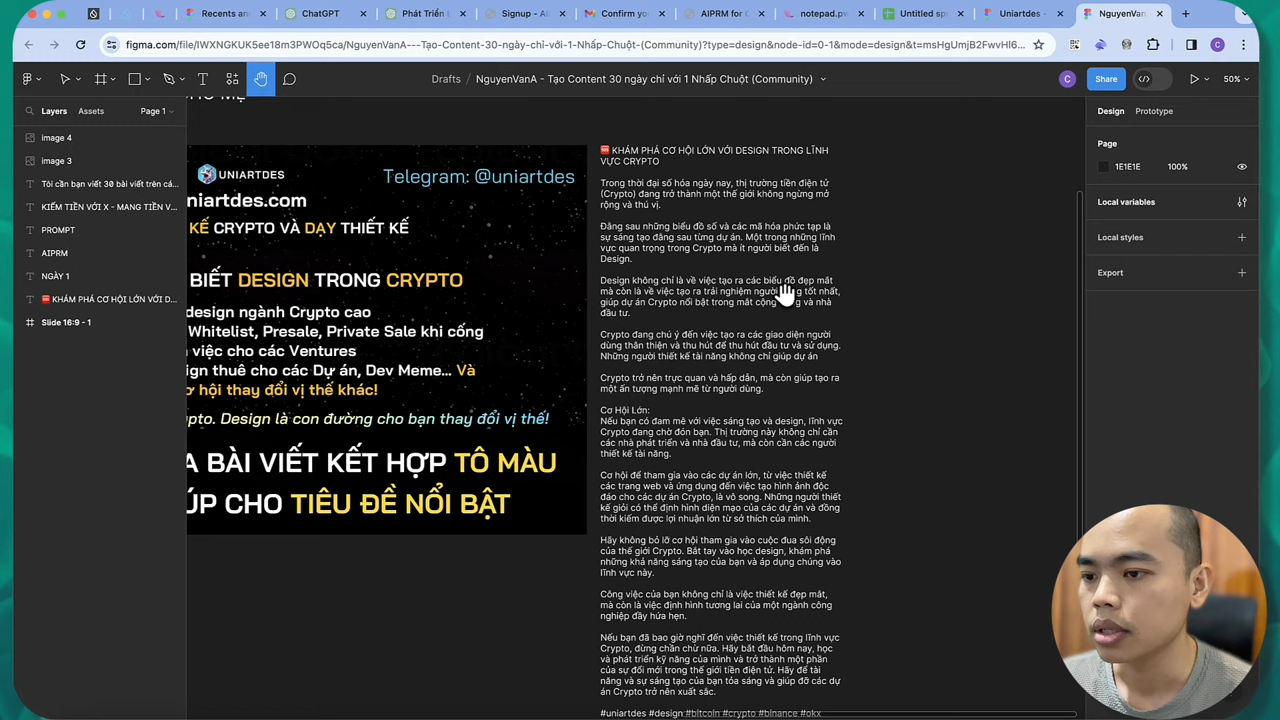 Recents an
ChatGPT
Phát Triển B
Signup - A
Confirm yo
AIPRM for C
notepad.pv
Untitled spr
Uniartdes -
NguyenVan
figma.com/file/IWXNGKUK5ee18m3PWOq5ca/NguyenVanA---Tạo-Content-30-ngày-chỉ-với-1-Nhấp-Chuột-(Community)?type=design&node-id=0-1&mode=design&t=msHgUmjB2FwvHl6...
Drafts / NguyenVanA - Tạo Content 30 ngày chỉ với 1 Nhấp Chuột (Community)
C
Share
50%
Layers
Assets
Page 1
image 4
image 3
Tôi cần bạn viết 30 bài viết trên cá...
KIẾM TIỀN VỚI X - MANG TIỀN V...
PROMPT
AIPRM
NGÀY 1
🆘 KHÁM PHÁ CƠ HỘI LỚN VỚI D...
Slide 16:9 - 1
UNIARTDES
Telegram: @uniartdes
niartdes.com
KẾ CRYPTO VÀ DẠY THIẾT KẾ
BIẾT DESIGN TRONG CRYPTO
design ngành Crypto cao
Whitelist, Presale, Private Sale khi cống
việc cho các Ventures
ign thuê cho các Dự án, Dev Meme... Và
ơ hội thay đổi vị thế khác!
ypto. Design là con đường cho bạn thay đổi vị thế!
A BÀI VIẾT KẾT HỢP TÔ MÀU
ÚP CHO TIÊU ĐỀ NỔI BẬT
🆘 KHÁM PHÁ CƠ HỘI LỚN VỚI DESIGN TRONG LĨNH
VỰC CRYPTO
Trong thời đại số hóa ngày nay, thị trường tiền điện tử
(Crypto) đang trở thành một thế giới không ngừng mở
rộng và thú vị.
Đằng sau những biểu đồ số và các mã hóa phức tạp là
sự sáng tạo đằng sau từng dự án. Một trong những lĩnh
vực quan trọng trong Crypto mà ít người biết đến là
Design.
Design không chỉ là về việc tạo ra các biểu đồ đẹp mắt
mà còn là về việc tạo ra trải nghiệm người g tốt nhất,
giúp dự án Crypto nổi bật trong mắt cộng g và nhà
đầu tư.
Crypto đang chú ý đến việc tạo ra các giao diện người
dùng thân thiện và thu hút để thu hút đầu tư và sử dụng.
Những người thiết kế tài năng không chỉ giúp dự án
Crypto trở nên trực quan và hấp dẫn, mà còn giúp tạo ra
một ấn tượng mạnh mẽ từ người dùng.
Cơ Hội Lớn:
Nếu bạn có đam mê với việc sáng tạo và design, lĩnh vực
Crypto đang chờ đón bạn. Thị trường này không chỉ cần
các nhà phát triển và nhà đầu tư, mà còn cần các người
thiết kế tài năng.
Cơ hội để tham gia vào các dự án lớn, từ việc thiết kế
các trang web và ứng dụng đến việc tạo hình ảnh độc
đáo cho các dự án Crypto, là vô song. Những người thiết
kế giỏi có thể định hình diện mạo của các dự án và đồng
thời kiếm được lợi nhuận lớn từ sở thích của mình.
Hãy không bỏ lỡ cơ hội tham gia vào cuộc đua sôi động
của thế giới Crypto. Bắt tay vào học design, khám phá
những khả năng sáng tạo của bạn và áp dụng chúng vào
lĩnh vực này.
Công việc của bạn không chỉ là việc thiết kế đẹp mắt,
mà còn là việc định hình tương lai của một ngành công
nghiệp đầy hứa hẹn.
Nếu bạn đã bao giờ nghĩ đến việc thiết kế trong lĩnh vực
Crypto, đừng chần chừ nữa. Hãy bắt đầu hôm nay, học
và phát triển kỹ năng của mình và trở thành một phần
của sự đổi mới trong thế giới tiền điện tử. Hãy để tài
năng và sự sáng tạo của bạn tỏa sáng và giúp đỡ các dự
án Crypto trở nên xuất sắc.
#uniartdes #design #bitcoin #crypto #binance #okx
Design
Prototype
Page
1E1E1E
100%
Local variables
Local styles
Export